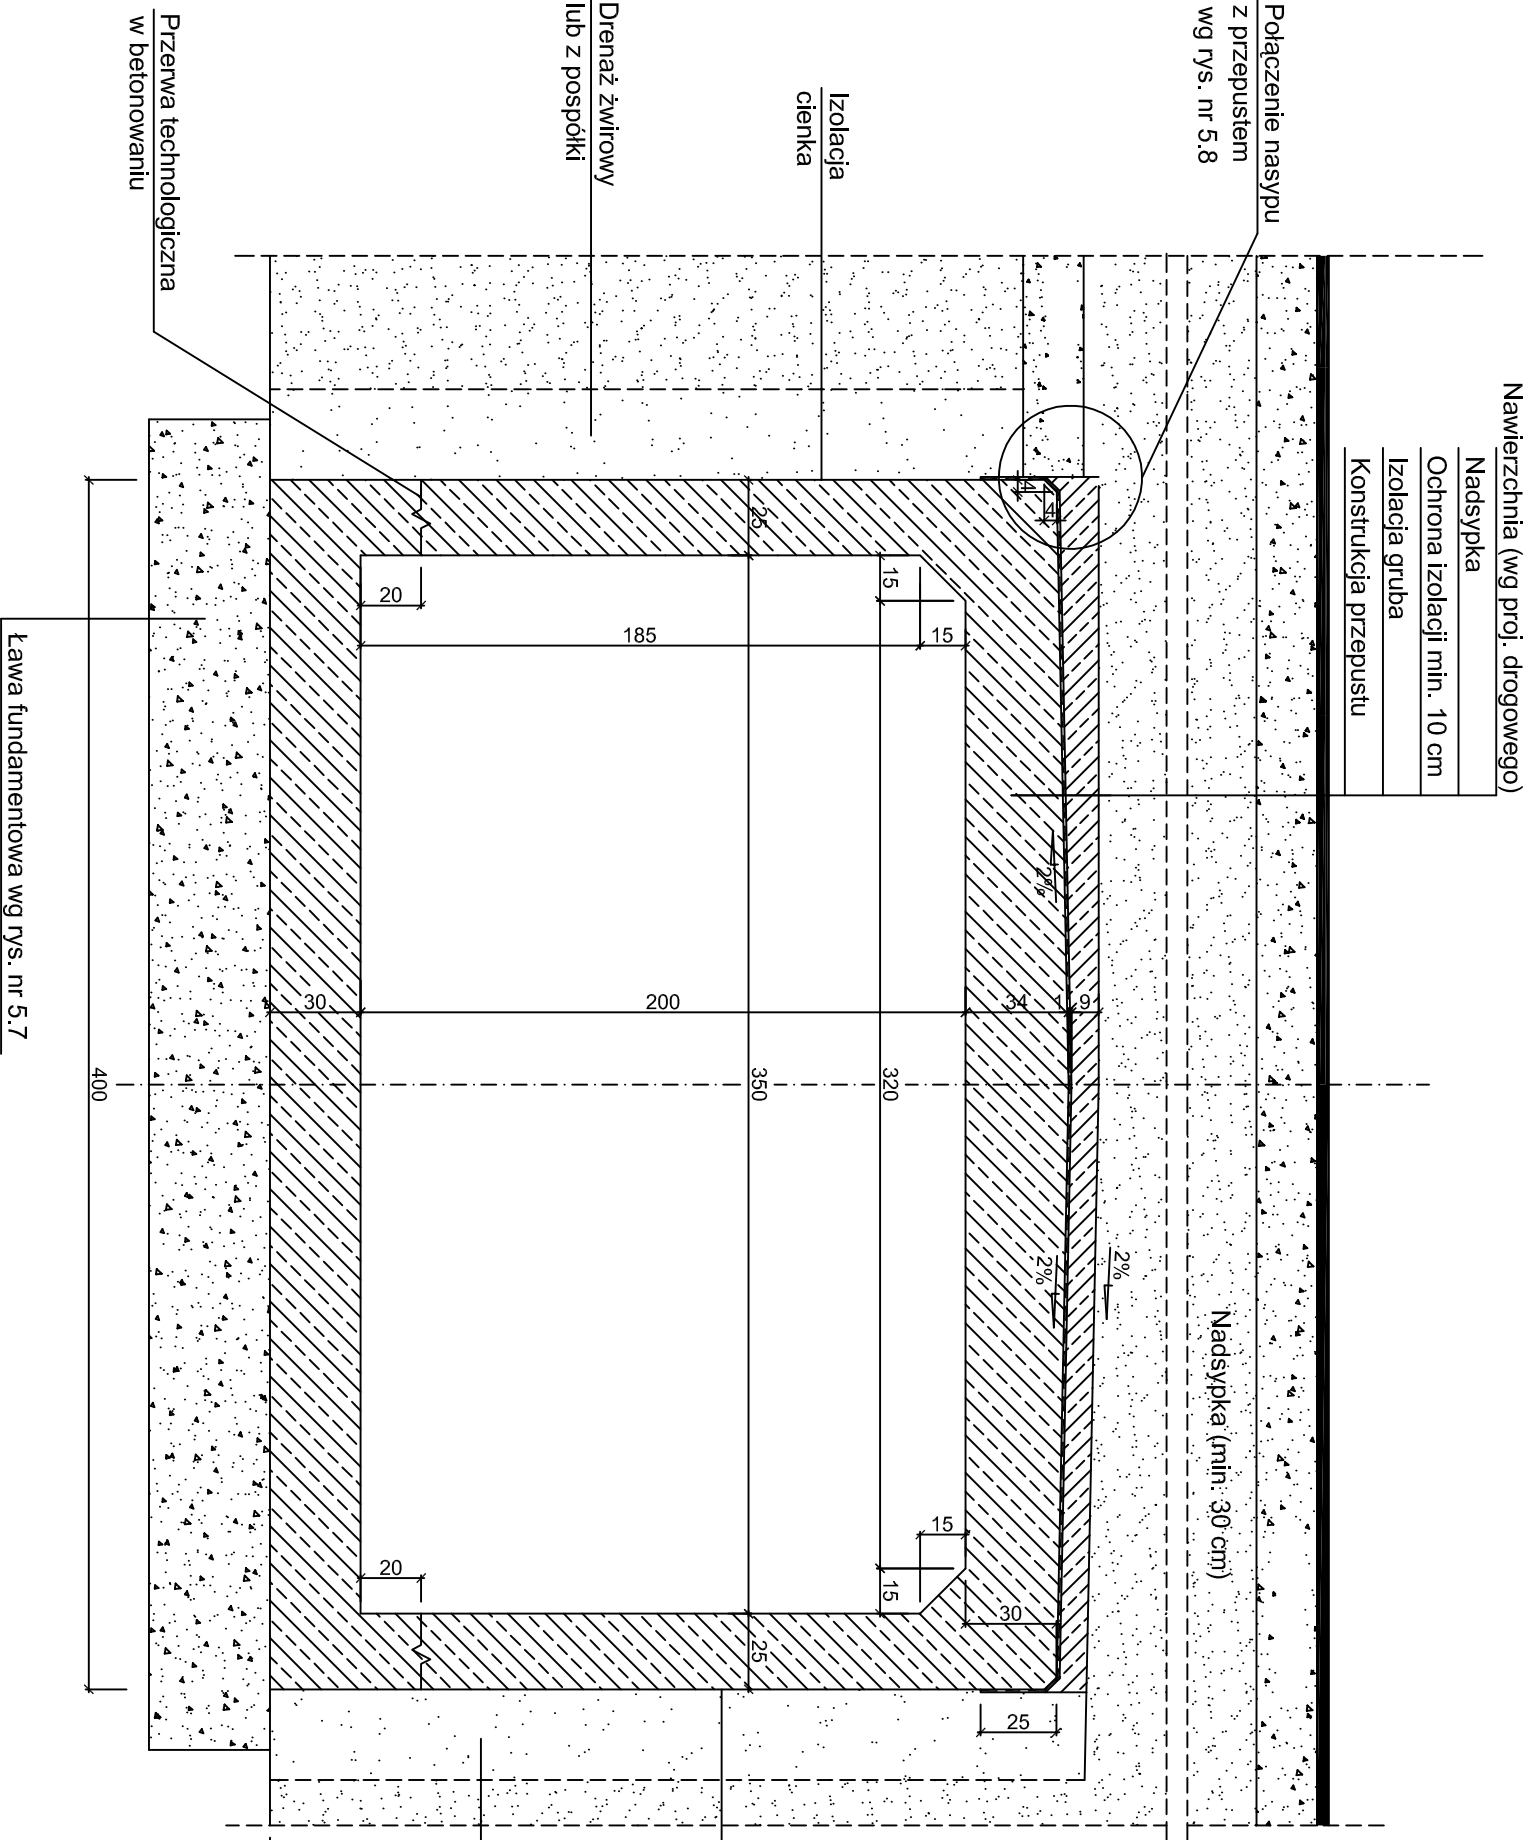 Nawierzchnia (wg proj. drogowego)
Nadsypka
Ochrona izolacji min. 10 cm
Izolacja gruba
Konstrukcja przepustu
Połączenie nasypu
z przepustem
wg rys. nr 5.8
Izolacja
cienka
Drenaż żwirowy
lub z pospółki
Przerwa technologiczna
w betonowaniu
Ława fundamentowa wg rys. nr 5.7
Nadsypka (min. 30 cm)
2%
2%
2%
4
4
25
15
20
185
15
30
200
34
1
9
400
350
320
15
15
20
30
25
25